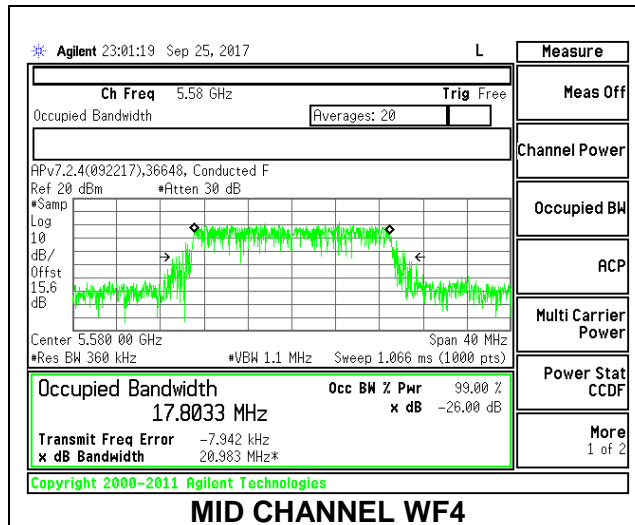 Agilent 23:01:19 Sep 25, 2017 L
Measure
Ch Freq 5.58 GHz Trig Free
Occupied Bandwidth Averages: 20
Meas Off
Channel Power
Occupied BW
ACP
Multi Carrier
Power
Power Stat
CCDF
More
1 of 2
APv7.2.4(092217),36648, Conducted F
Ref 20 dBm #Atten 30 dB
#Samp
Log
10
dB/
Offst
15.6
dB
Center 5.580 00 GHz Span 40 MHz
#Res BW 360 kHz #VBW 1.1 MHz Sweep 1.066 ms (1000 pts)
Occupied Bandwidth Occ BW % Pwr 99.00 %
17.8033 MHz x dB -26.00 dB
Transmit Freq Error -7.942 kHz
x dB Bandwidth 20.983 MHz*
Copyright 2000-2011 Agilent Technologies
MID CHANNEL WF4